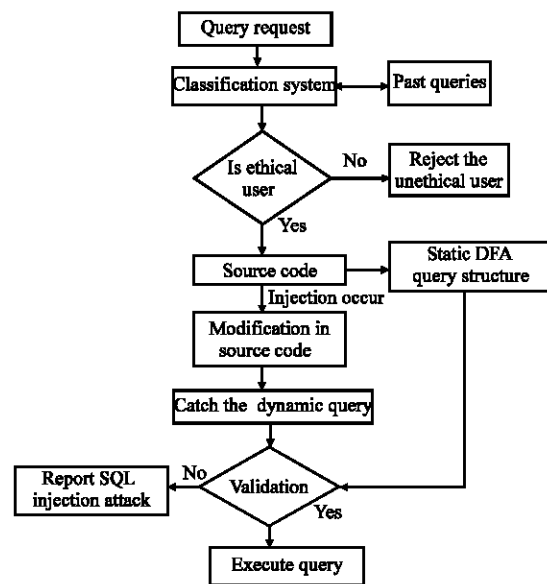 Query request
Classification system
Past queries
Is ethical
user
No
Reject the
unethical user
Yes
Source code
Static DFA
query structure
Injection occur
Modification in
source code
Catch the dynamic query
Report SQL
injection attack
No
Validation
Yes
Execute query